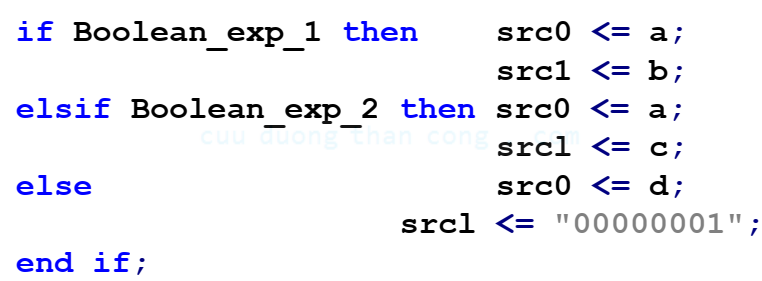 if Boolean_exp_1 then src0 <= a;
src1 <= b;
elsif Boolean_exp_2 then src0 <= a;
cuu duong than cong . com
srcl <= c;
else src0 <= d;
srcl <= "00000001";
end if;